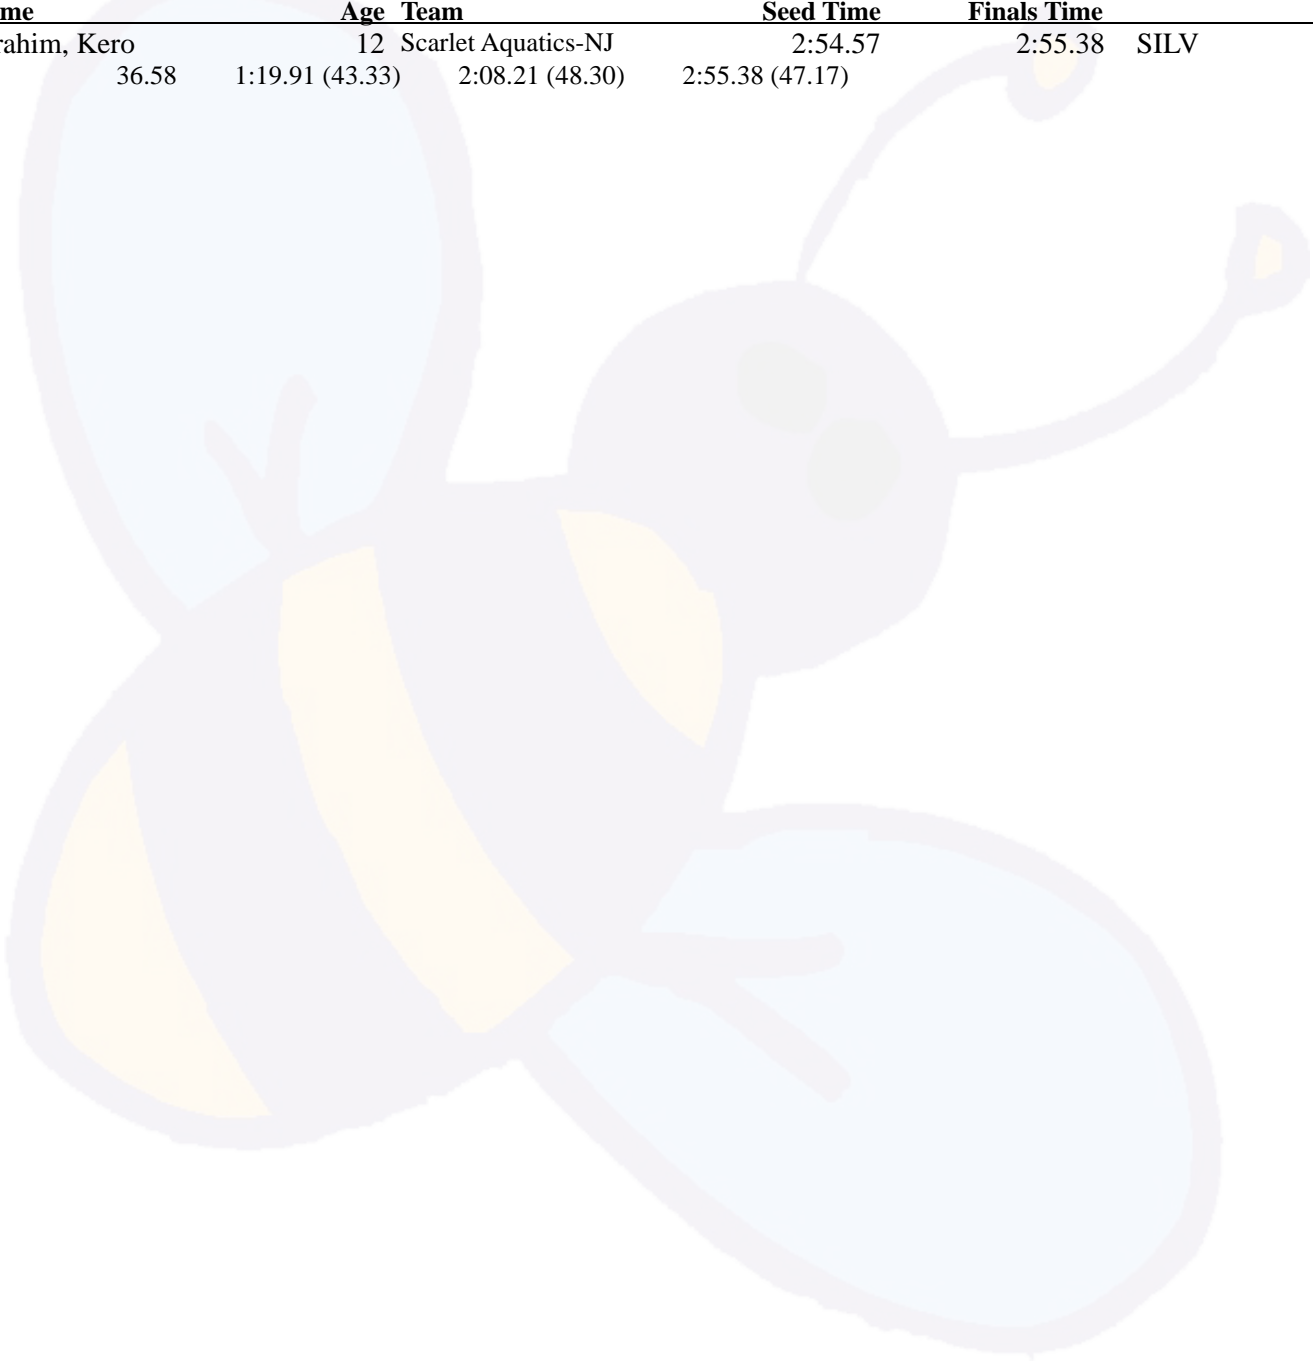 me Age Team Seed Time Finals Time
rahim, Kero 12 Scarlet Aquatics-NJ 2:54.57 2:55.38 SILV
36.58 1:19.91 (43.33) 2:08.21 (48.30) 2:55.38 (47.17)